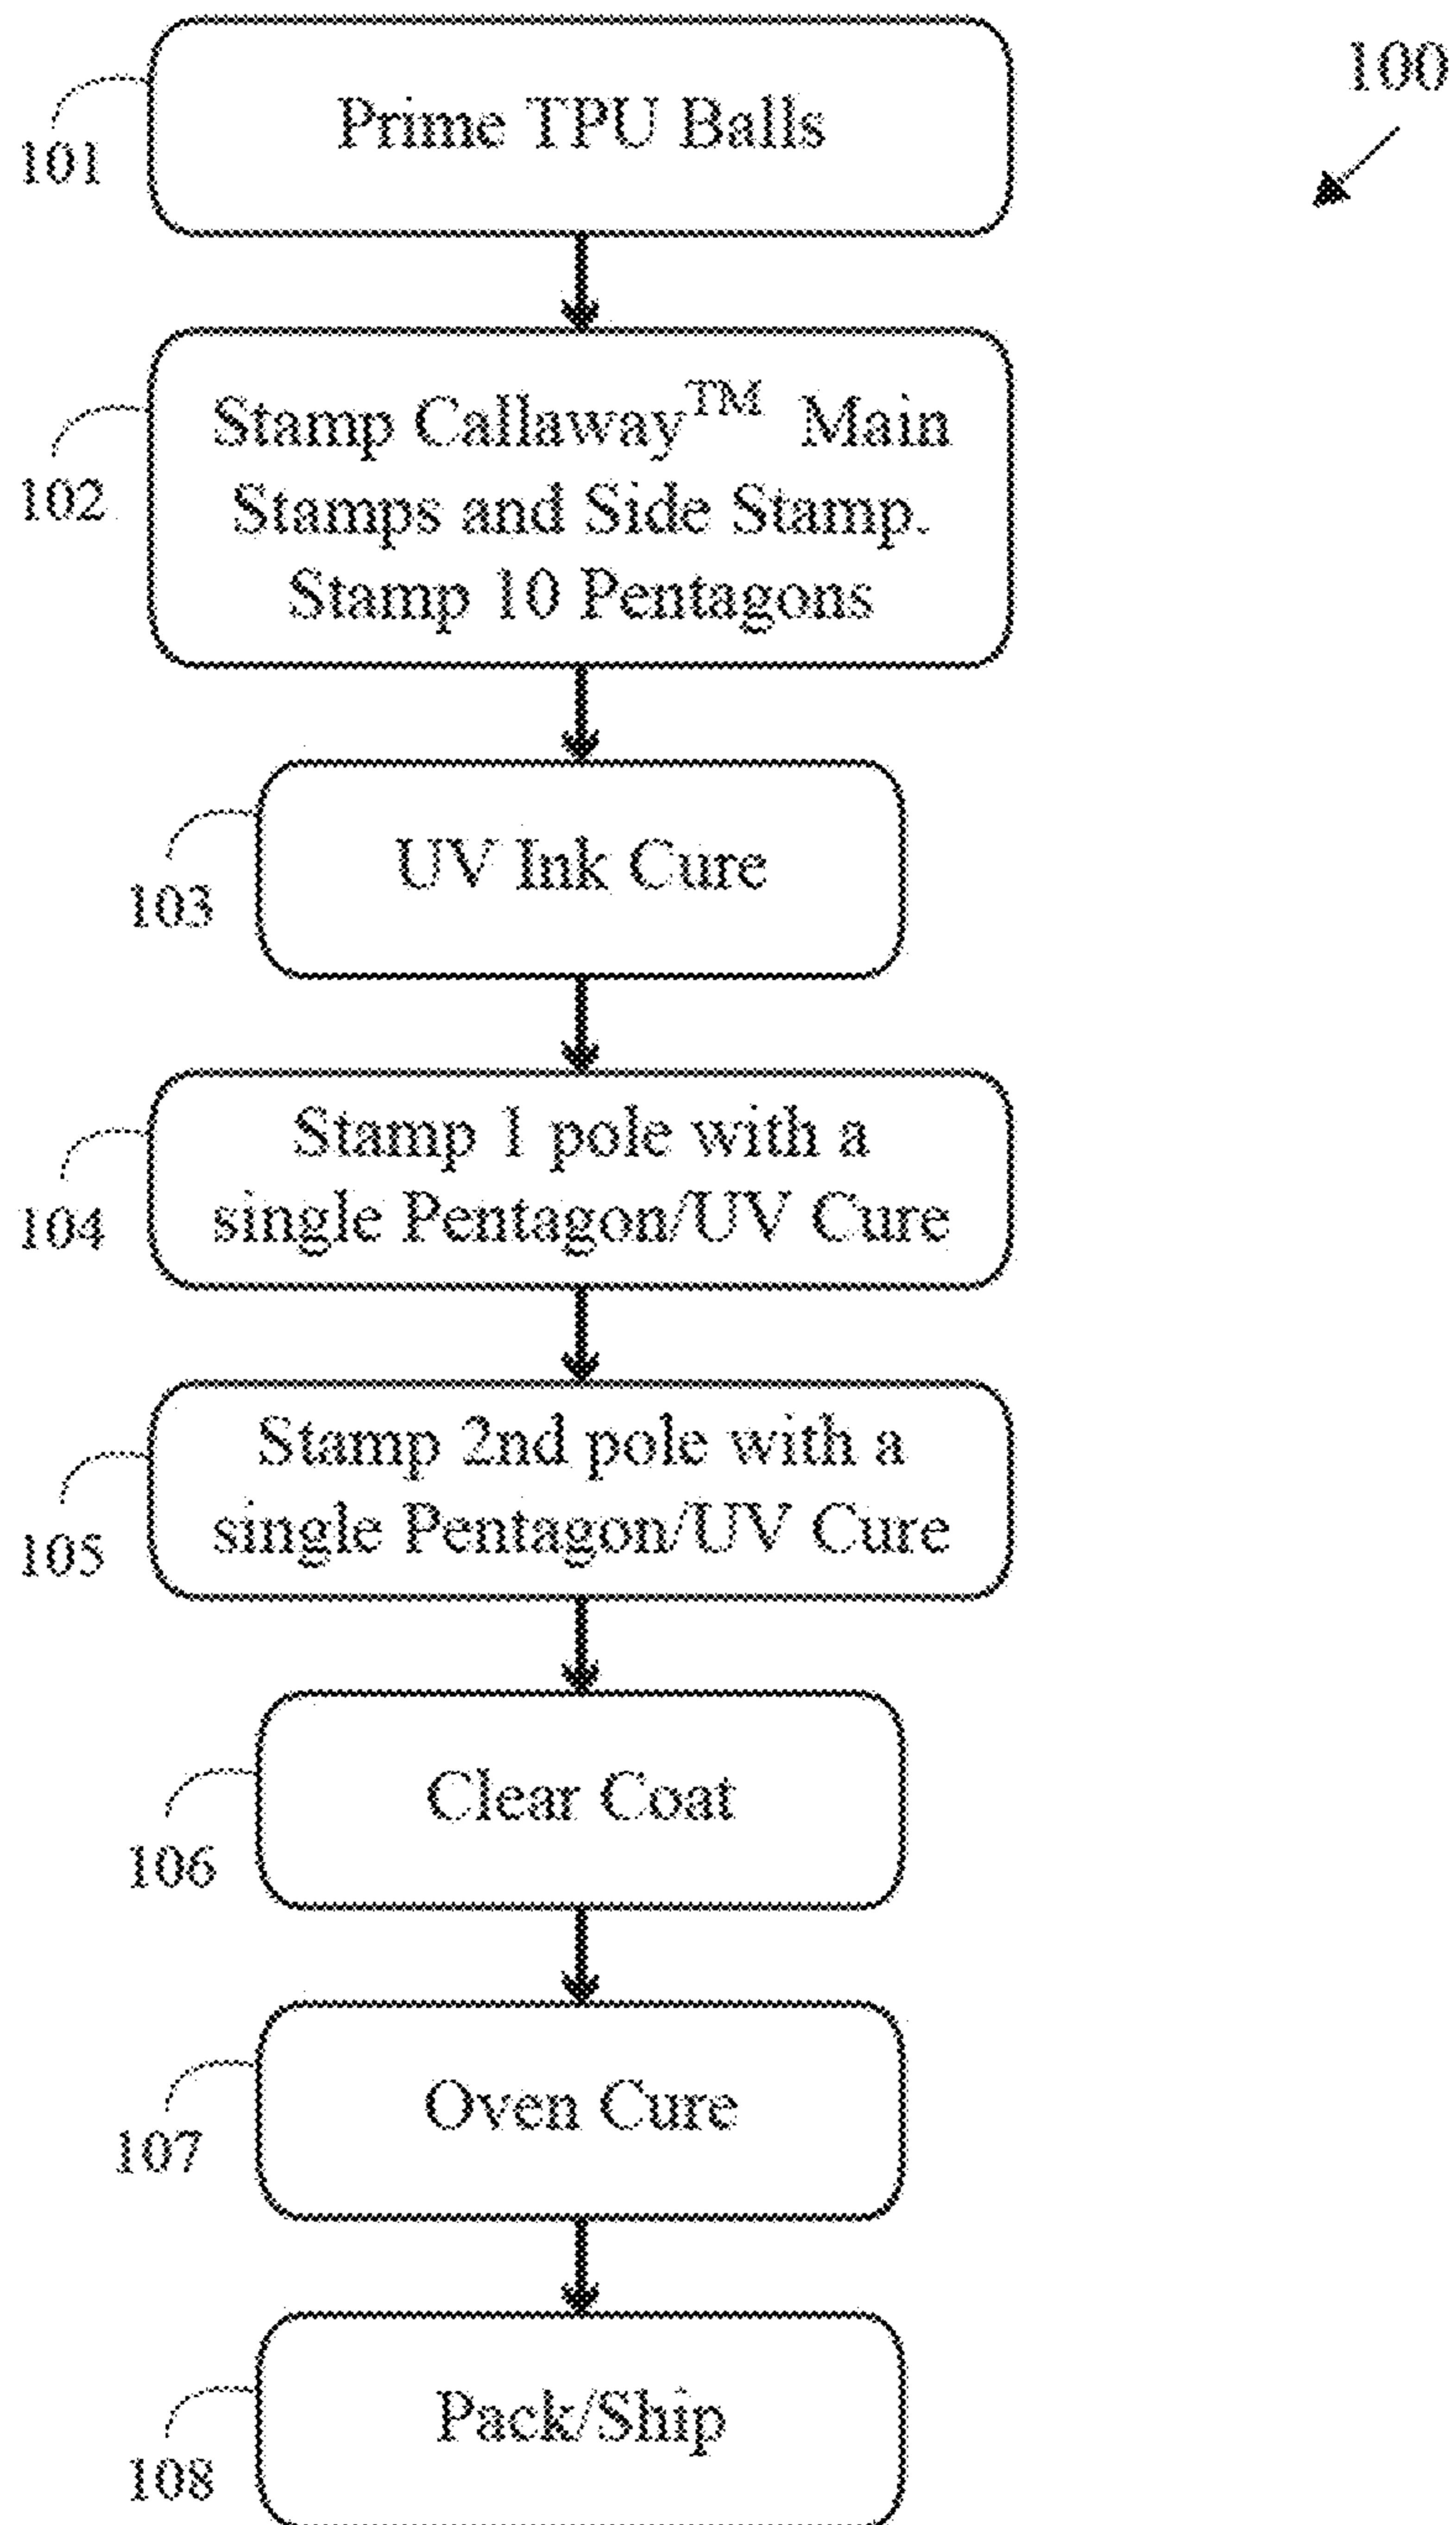 100
Prime TPU Balls
101
Stamp Callaway™ Main
Stamps and Side Stamp.
Stamp 10 Pentagons
102
UV Ink Cure
103
Stamp 1 pole with a
single Pentagon/UV Cure
104
Stamp 2nd pole with a
single Pentagon/UV Cure
105
Clear Coat
106
Oven Cure
107
Pack/Ship
108